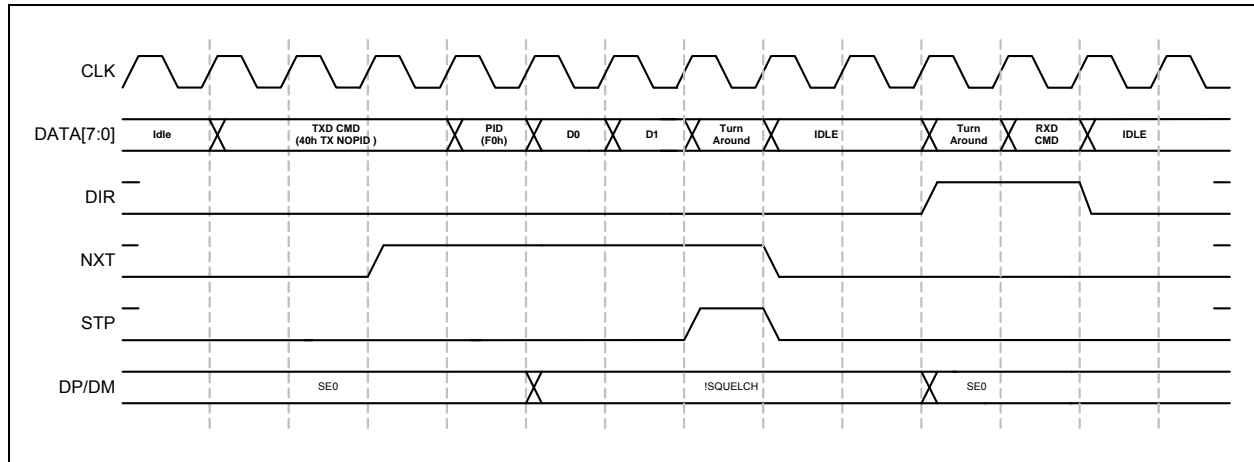 CLK
DATA[7:0]
Idle
TXD CMD
(40h TX NOPID )
PID
(F0h)
D0
D1
Turn
Around
IDLE
Turn
Around
RXD
CMD
IDLE
DIR
NXT
STP
DP/DM
SE0
!SQUELCH
SE0